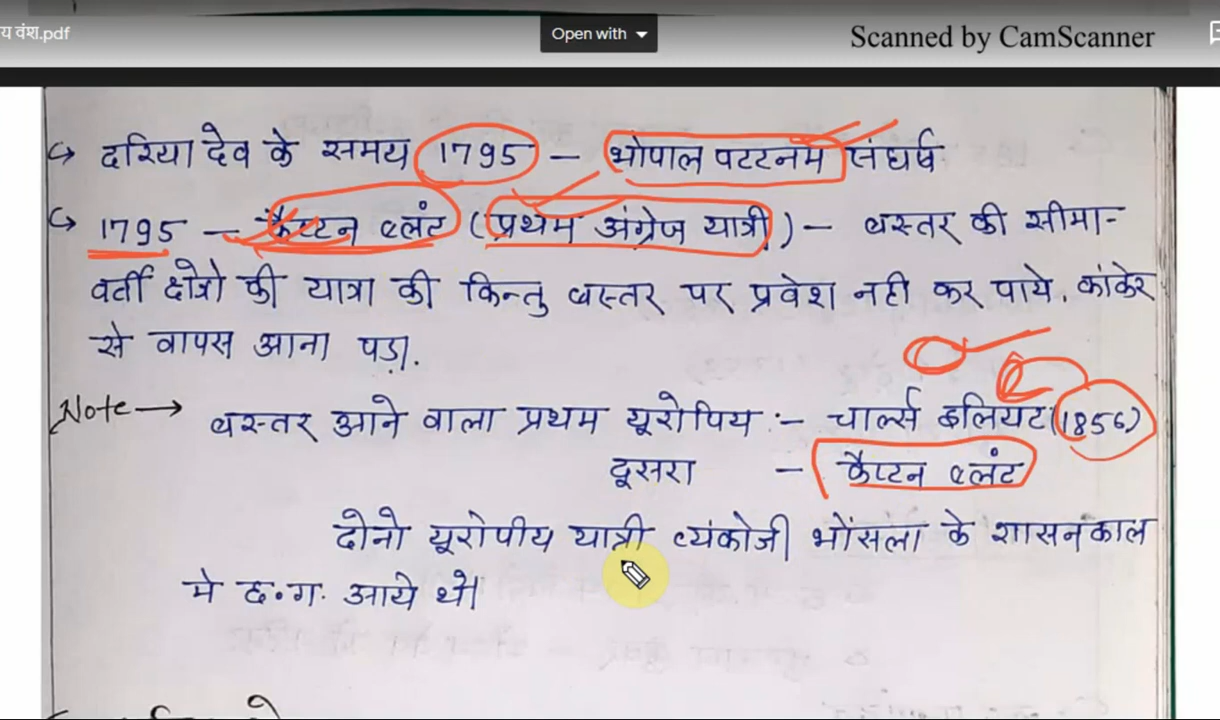 य वंश.pdf
Open with
Scanned by CamScanner
↳ दरिया देव के समय 1795 – भोपाल पटटनम संघर्ष
↳ 1795 – कैप्टन ब्लंट (प्रथम अंग्रेज यात्री) – बस्तर की सीमा-
वर्ती क्षेत्रो की यात्रा की किन्तु बस्तर पर प्रवेश नही कर पाये कांकेर
से वापस आना पड़ा.
Note → बस्तर आने वाला प्रथम यूरोपिय :- चार्ल्स इलियट (1856)
दूसरा – कैप्टन ब्लंट
दोनो यूरोपीय यात्री व्यंकोजी भोंसला के शासनकाल
मे छ.ग. आये थे।